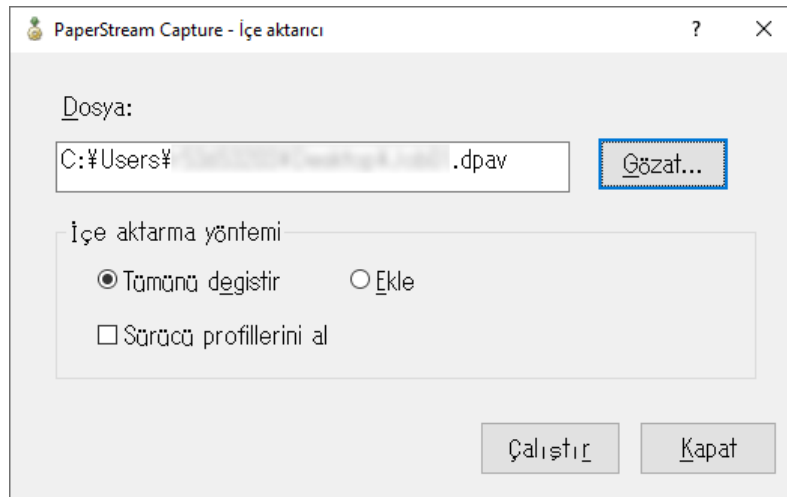 PaperStream Capture - İçe aktarıcı
Dosya:
C:¥Users¥ .dpav
Gözat...
İçe aktarma yöntemi
Tümünü degistir Ekle
Sürücü profillerini al
Çalıştır Kapat